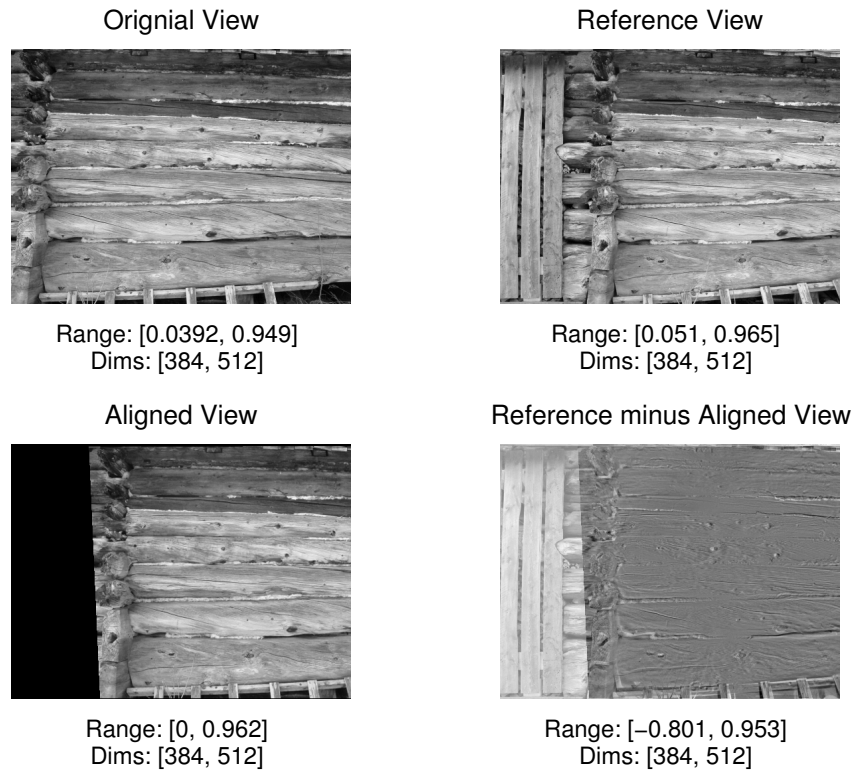 Orignial View
Reference View
Range: [0.0392, 0.949]
Dims: [384, 512]
Range: [0.051, 0.965]
Dims: [384, 512]
Aligned View
Reference minus Aligned View
Range: [0, 0.962]
Dims: [384, 512]
Range: [−0.801, 0.953]
Dims: [384, 512]